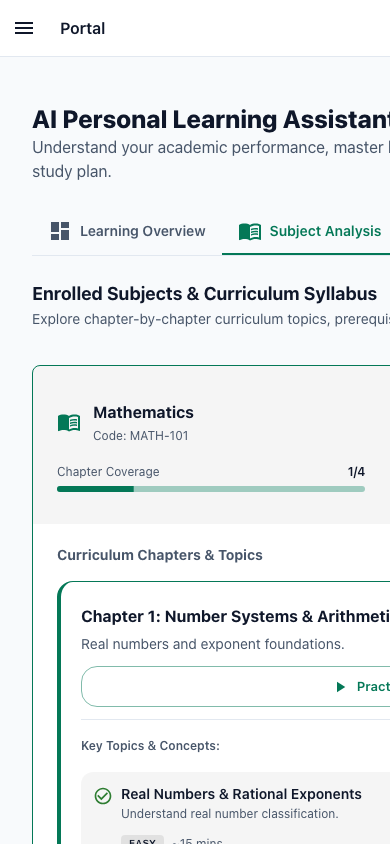 Portal
AI Personal Learning Assistant
Understand your academic performance, master
study plan.
Learning Overview
Subject Analysis
Enrolled Subjects & Curriculum Syllabus
Explore chapter-by-chapter curriculum topics,
Mathematics
Code: MATH-101
Chapter Coverage
1/4
Curriculum Chapters & Topics
Chapter 1: Number Systems &
Real numbers and exponent foundations.
Key Topics & Concepts:
Real Numbers & Rational Exponents
Understand real number classification.
EASY
~15 mins